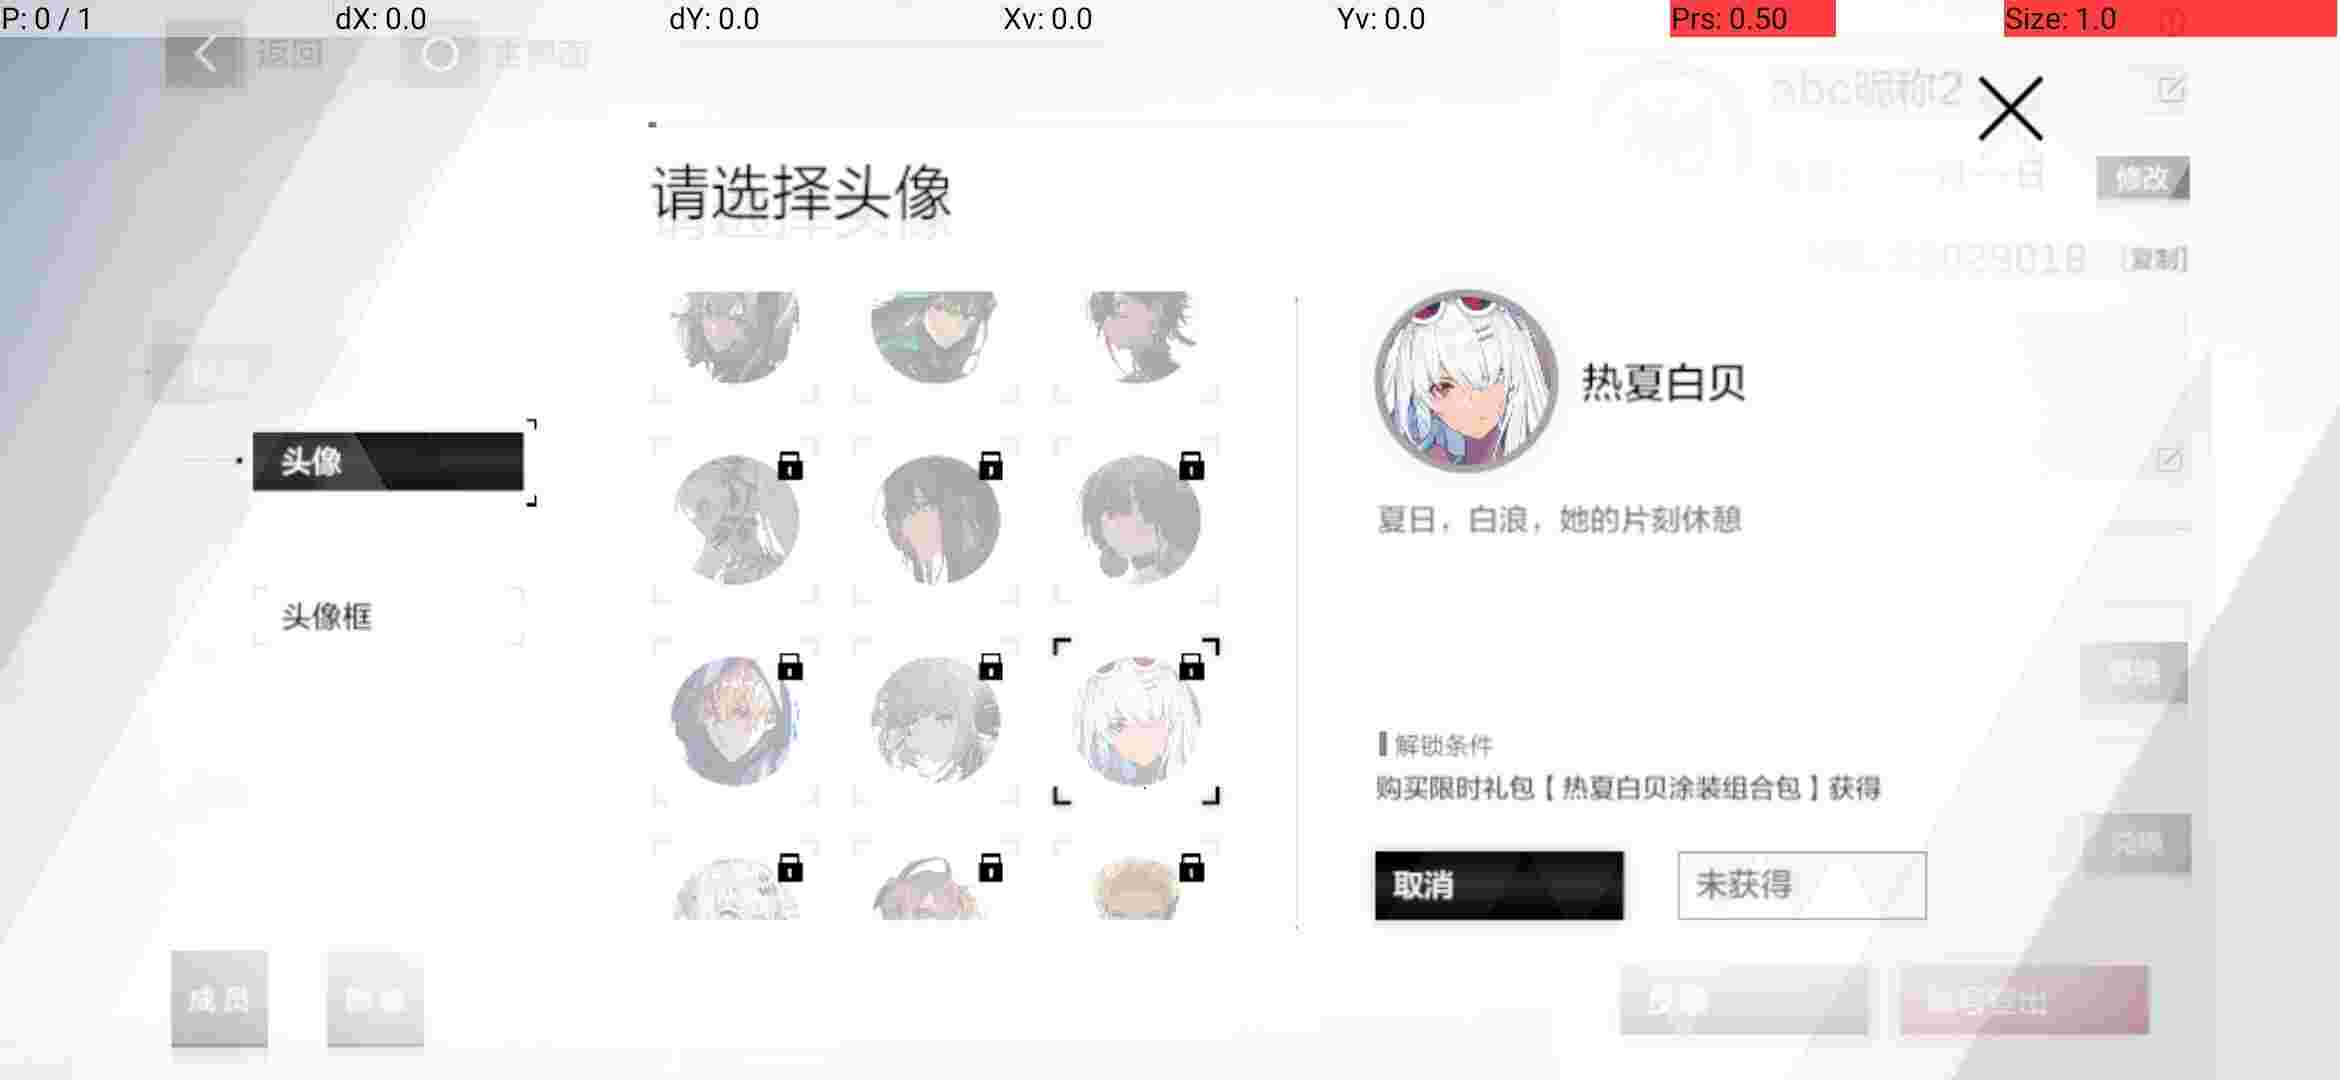 P: 0 / 1
dX: 0.0
dY: 0.0
Xv: 0.0
Yv: 0.0
Prs: 0.50
Size: 1.0
返回
主界面
abc昵称2
请选择头像
日
修改
[复制]
热夏白贝
头像
夏日，白浪，她的片刻休憩
头像框
解锁条件
购买限时礼包【热夏白贝涂装组合包】获得
取消
未获得
兑换
成员